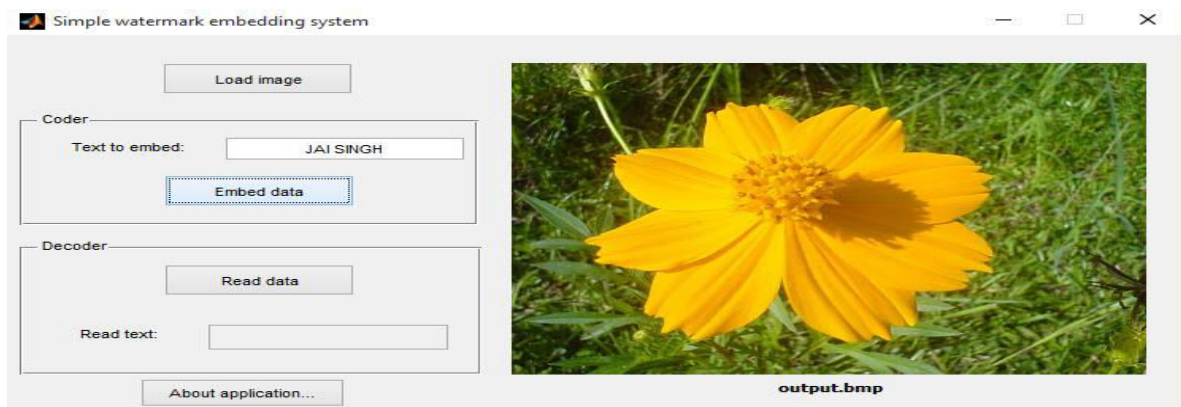 Simple watermark embedding system
Load image
Coder
Text to embed: JAI SINGH
Embed data
Decoder
Read data
Read text:
About application...
output.bmp